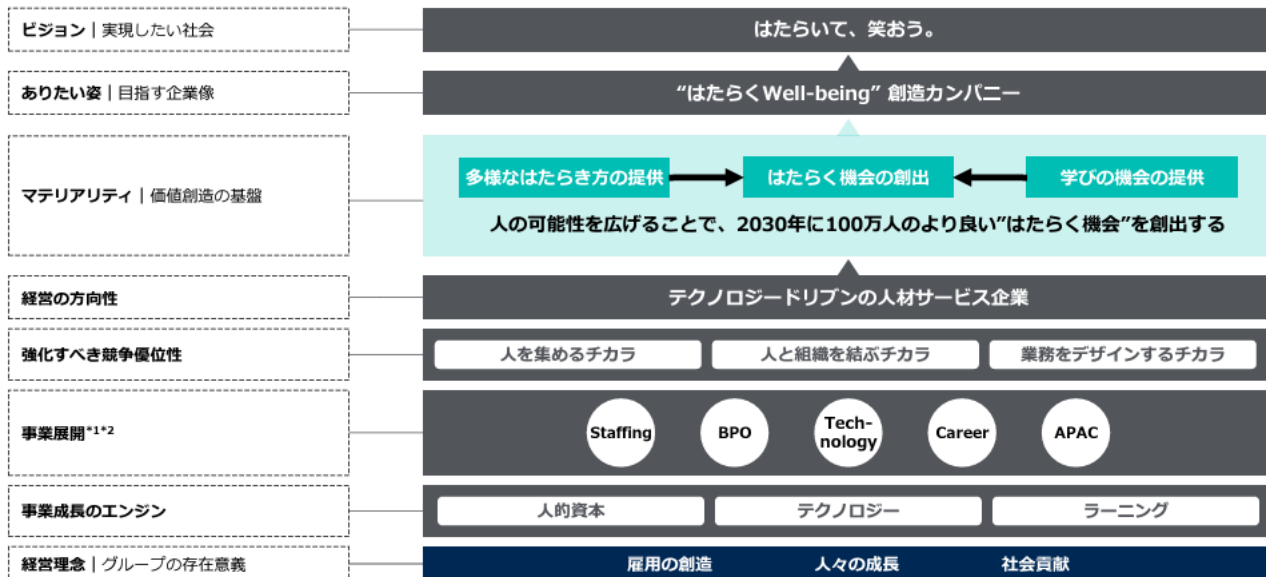 ビジョン | 実現したい社会
はたらいて、笑おう。
ありたい姿 | 目指す企業像
“はたらくWell-being” 創造カンパニー
マテリアリティ | 価値創造の基盤
多様なはたらき方の提供
はたらく機会の創出
学びの機会の提供
人の可能性を広げることで、2030年に100万人のより良い”はたらく機会”を創出する
経営の方向性
テクノロジードリブンの人材サービス企業
強化すべき競争優位性
人を集めるチカラ
人と組織を結ぶチカラ
業務をデザインするチカラ
事業展開*1*2
Staffing
BPO
Tech-
nology
Career
APAC
事業成長のエンジン
人的資本
テクノロジー
ラーニング
経営理念 | グループの存在意義
雇用の創造
人々の成長
社会貢献